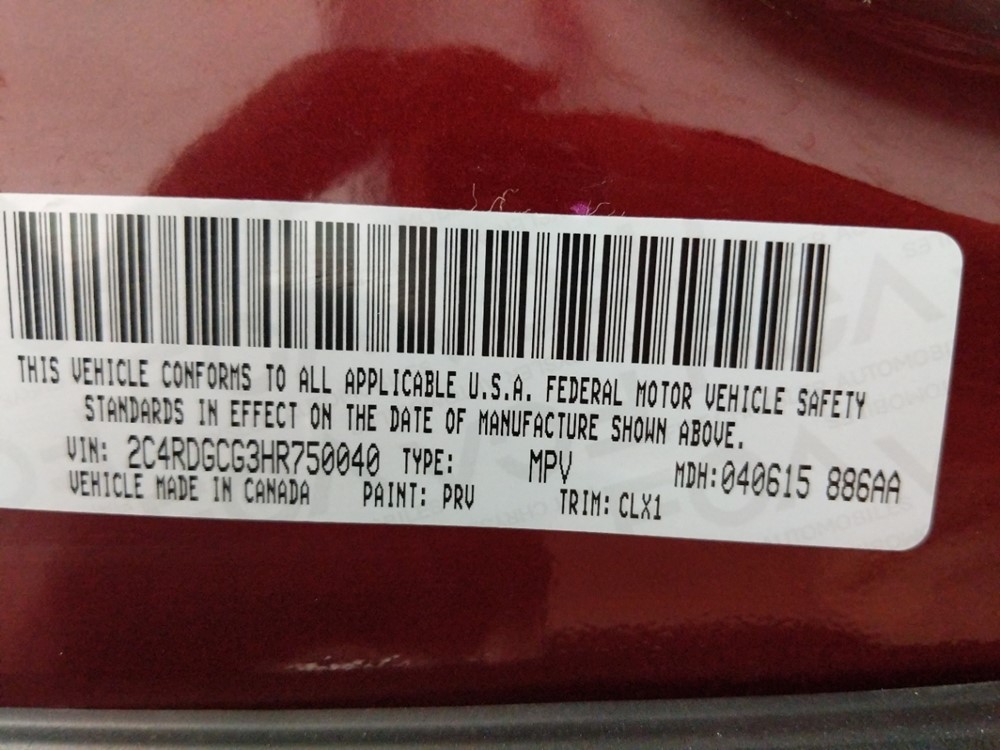 THIS VEHICLE CONFORMS TO ALL APPLICABLE U.S.A. FEDERAL MOTOR VEHICLE SAFETY
STANDARDS IN EFFECT ON THE DATE OF MANUFACTURE SHOWN ABOVE.
VIN: 2C4RDGCG3HR750040 TYPE: MPV MDH:040615 886AA
VEHICLE MADE IN CANADA PAINT: PRV TRIM: CLX1